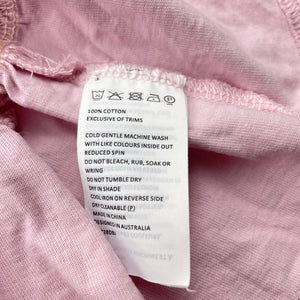 100% COTTON
EXCLUSIVE OF TRIMS
COLD GENTLE MACHINE WASH
WITH LIKE COLOURS INSIDE OUT
REDUCED SPIN
DO NOT BLEACH, RUB, SOAK OR
WRING
DO NOT TUMBLE DRY
DRY IN SHADE
COOL IRON ON REVERSE SIDE
DRY CLEANABLE (P)
MADE IN CHINA
DESIGNED IN AUSTRALIA